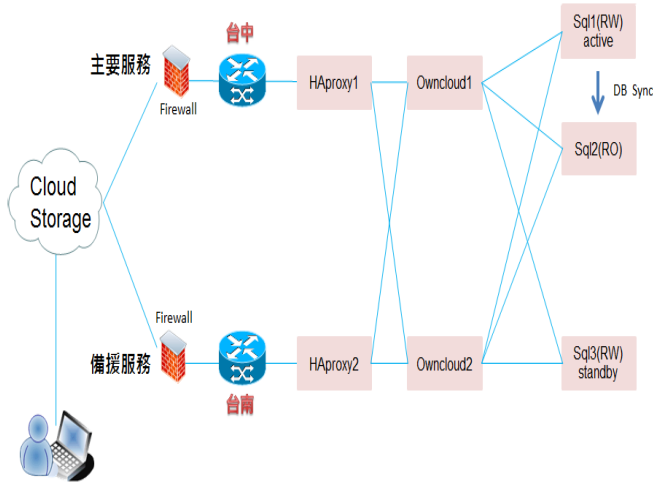 台中
主要服務
Firewall
HAproxy1
Owncloud1
Sql1(RW)
active
DB Sync
Sql2(RO)
Cloud
Storage
Firewall
備援服務
台南
HAproxy2
Owncloud2
Sql3(RW)
standby